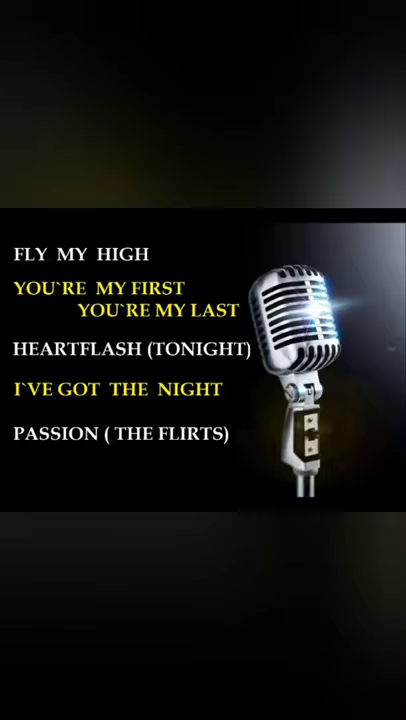 FLY MY HIGH
YOU`RE MY FIRST
YOU`RE MY LAST
HEARTFLASH (TONIGHT)
I`VE GOT THE NIGHT
PASSION ( THE FLIRTS)